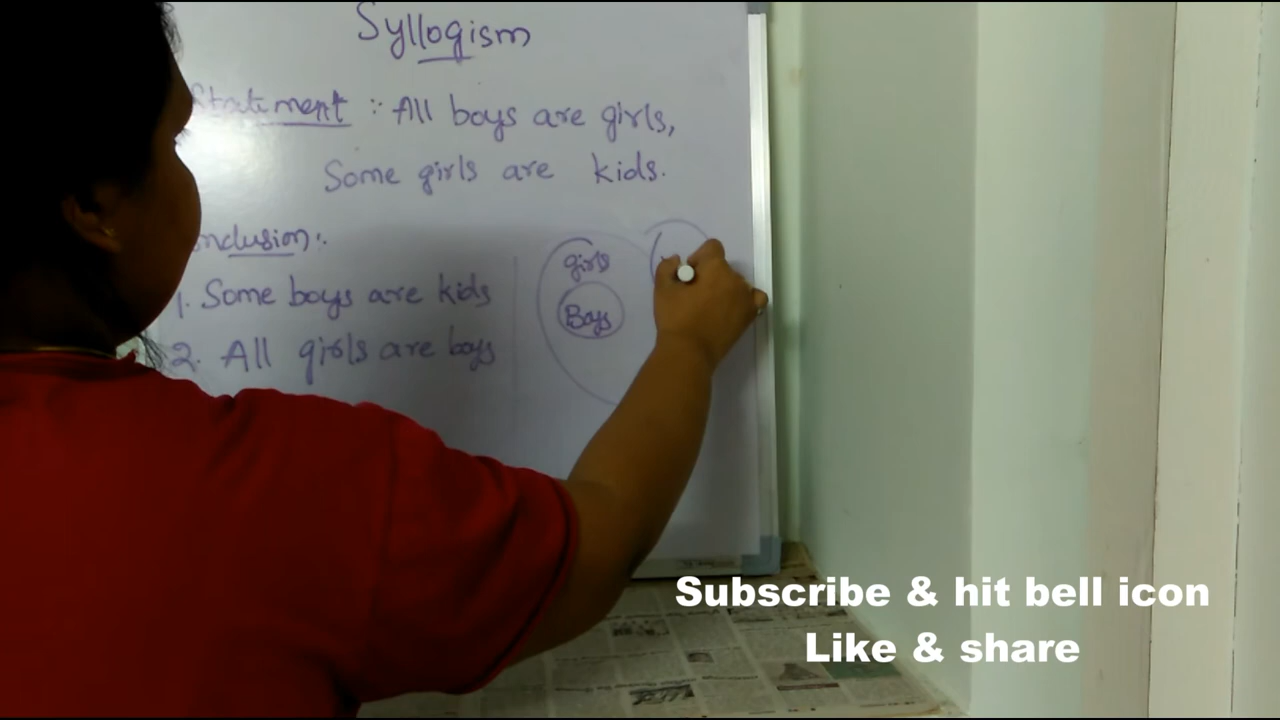 Syllogism
Statement :- All boys are girls,
Some girls are kids.
nclusion:-
1. Some boys are kids
2. All girls are boys
girls
Boys
Subscribe & hit bell icon
Like & share